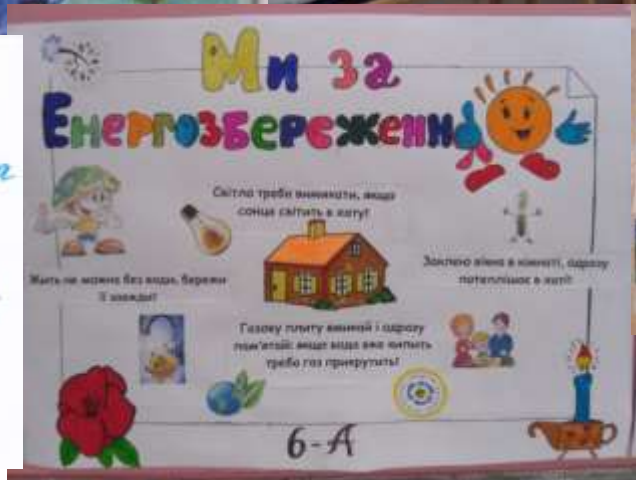 Ми за
Енергозбереження
Світло треба вимикати, якщо
сонце світить в хату!
Жить не можна без води, бережи
її завжди!
Заклею вікна в кімнаті, одразу
потеплішає в хаті!
Газову плиту вмикай і одразу
пам'ятай: якщо вода вже кипить
треба газ прикрутить!
6-А